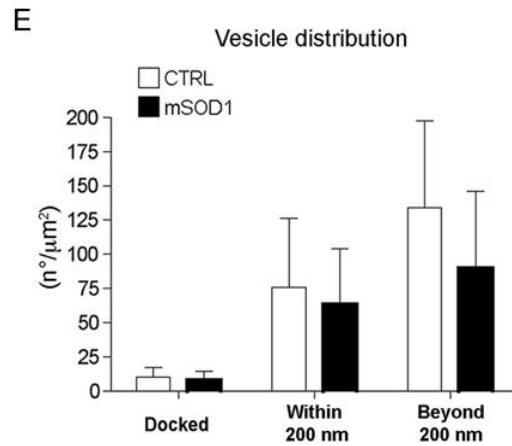 E
Vesicle distribution
CTRL
mSOD1
200
175
150
125
100
75
50
25
0
(n°/μm²)
Docked
Within
200 nm
Beyond
200 nm